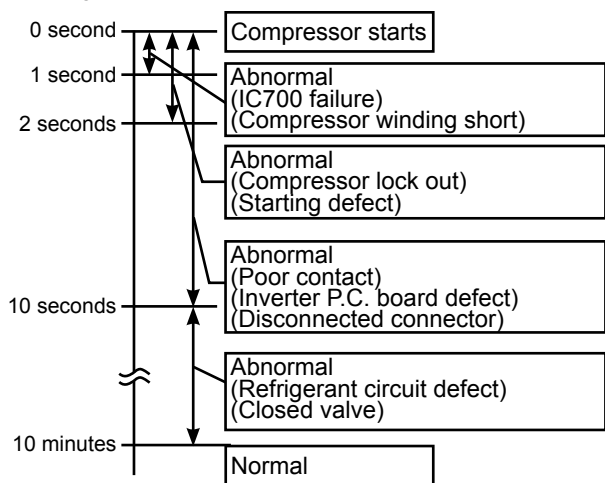 0 second
Compressor starts
1 second
Abnormal
(IC700 failure)
(Compressor winding short)
2 seconds
Abnormal
(Compressor lock out)
(Starting defect)
Abnormal
(Poor contact)
(Inverter P.C. board defect)
(Disconnected connector)
10 seconds
Abnormal
(Refrigerant circuit defect)
(Closed valve)
10 minutes
Normal